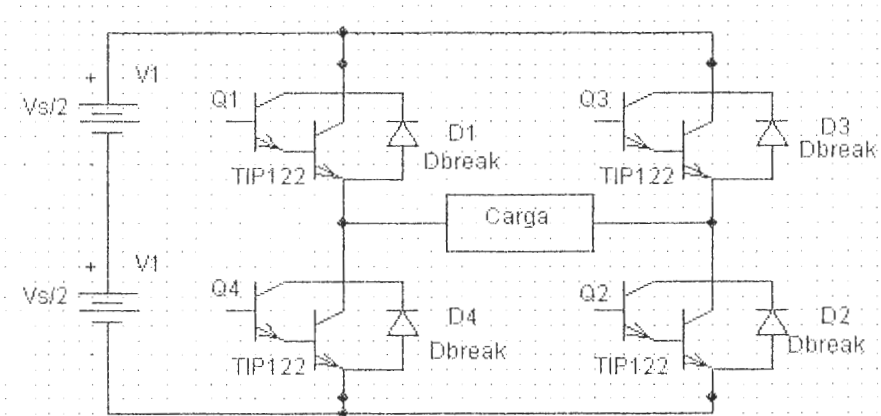 +
V1
Vs/2
-
Q1
TIP122
D1
Dbreak
Q3
TIP122
D3
Dbreak
Carga
+
V1
Vs/2
-
Q4
TIP122
D4
Dbreak
Q2
TIP122
D2
Dbreak